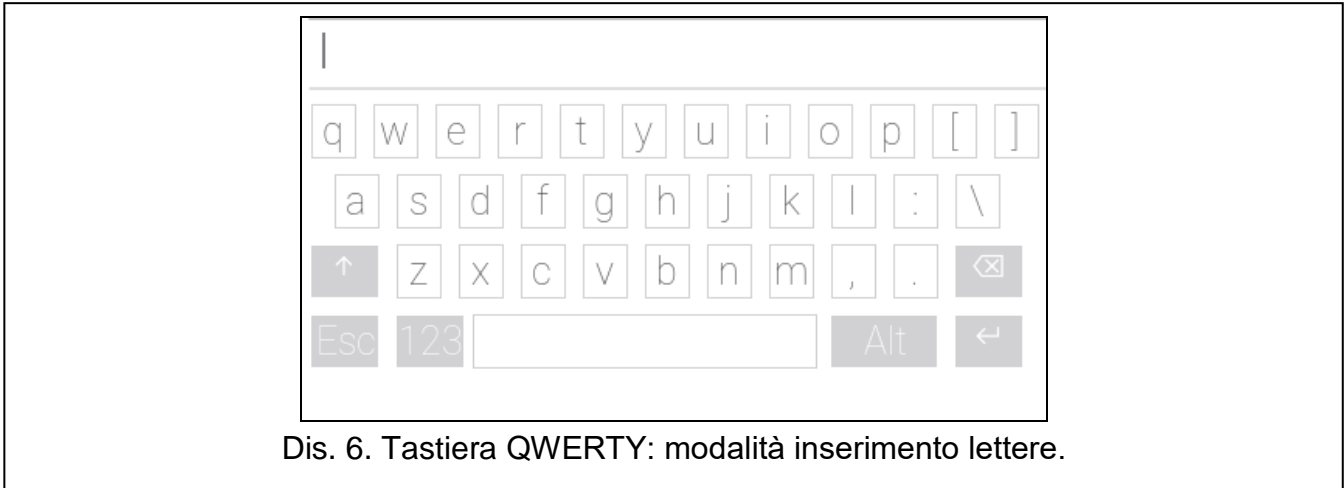 q w e r t y u i o p [ ]
a s d f g h j k l : \
↑ z x c v b n m , . ⌫
Esc 123 Alt ↵
Dis. 6. Tastiera QWERTY: modalità inserimento lettere.